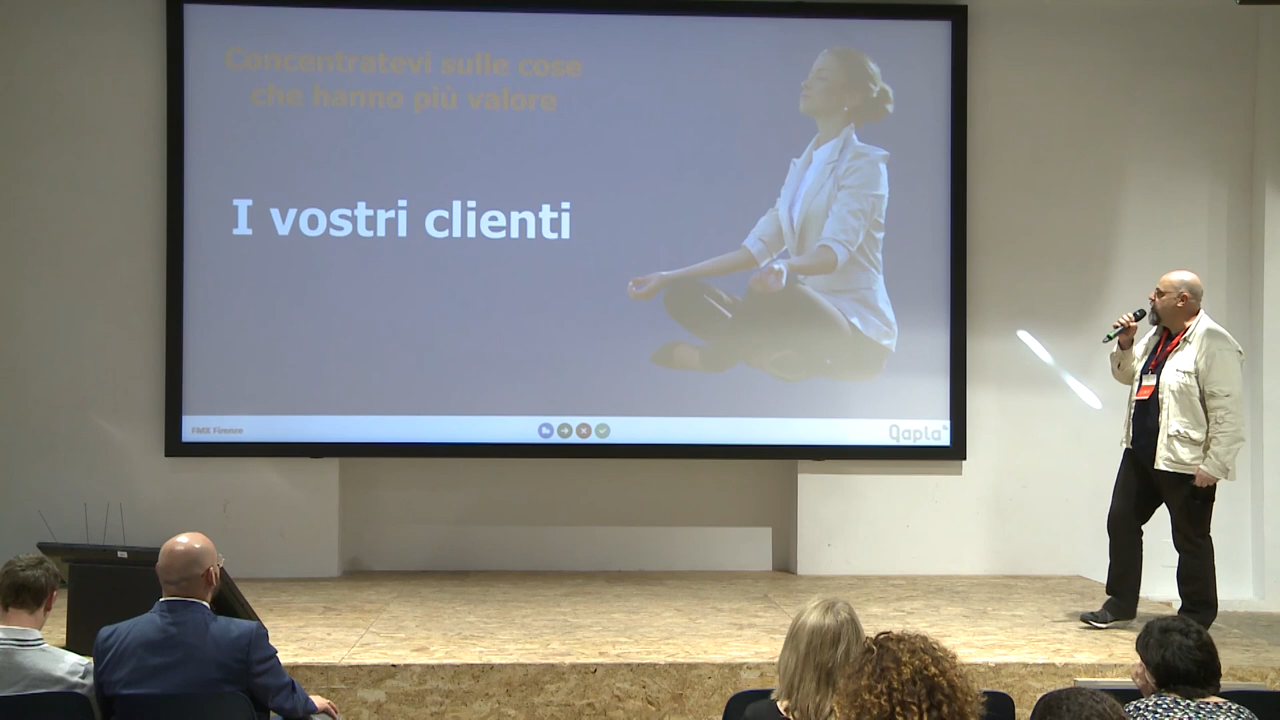 Concentratevi sulle cose
che hanno più valore
I vostri clienti
FMX Firenze
Qapla'